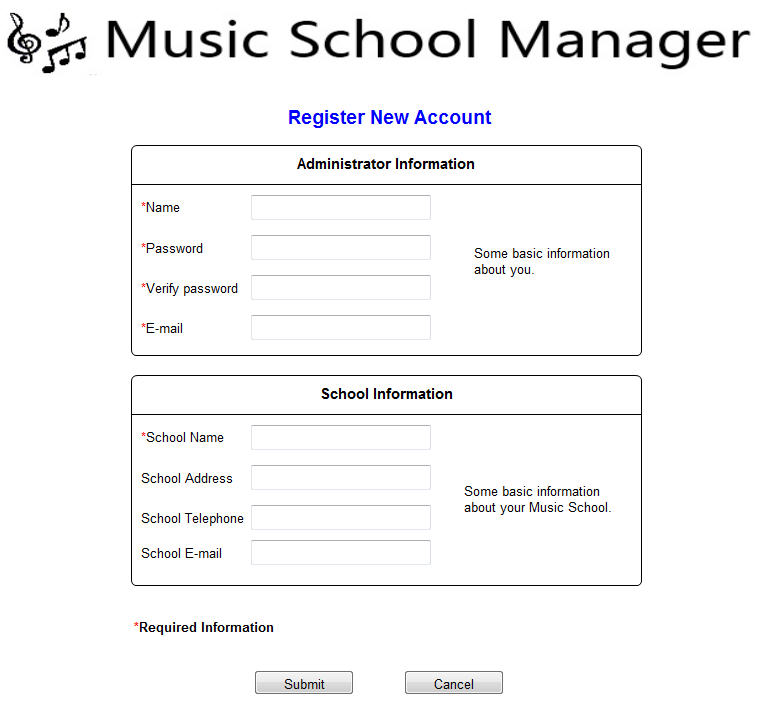 Music School Manager
Register New Account
Administrator Information
*Name
*Password
*Verify password
*E-mail
Some basic information
about you.
School Information
*School Name
School Address
School Telephone
School E-mail
Some basic information
about your Music School.
*Required Information
Submit
Cancel